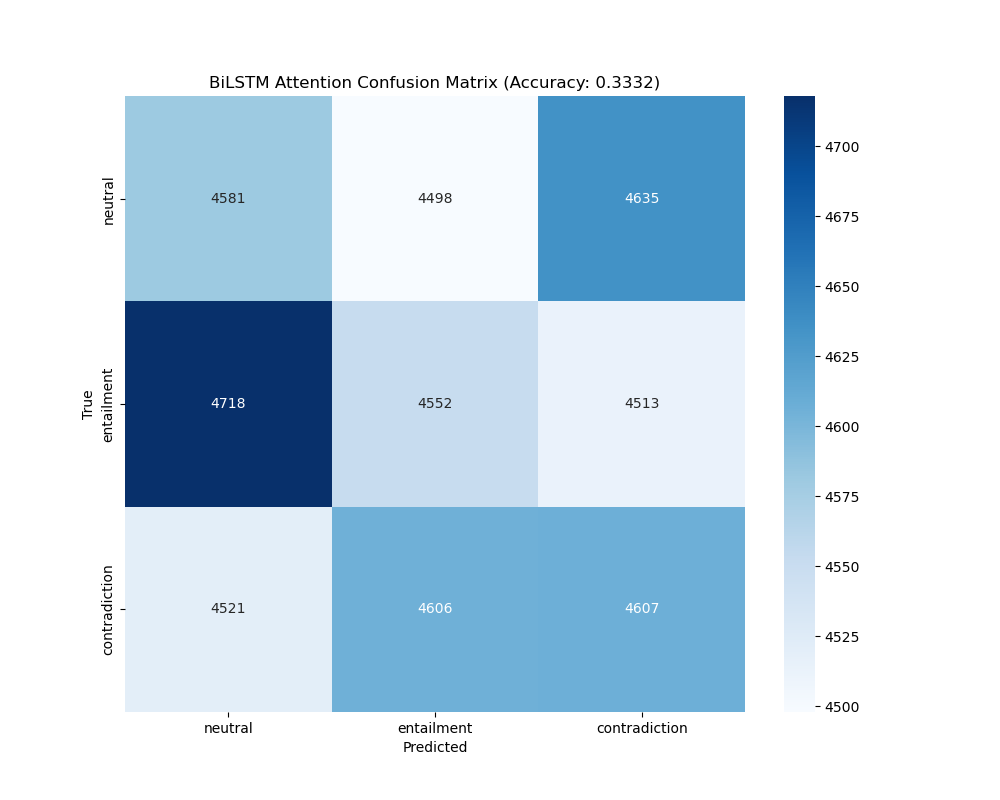 BiLSTM Attention Confusion Matrix (Accuracy: 0.3332)
True
neutral
4581 4498 4635
entailment
4718 4552 4513
contradiction
4521 4606 4607
neutral entailment contradiction
Predicted
4700
4675
4650
4625
4600
4575
4550
4525
4500